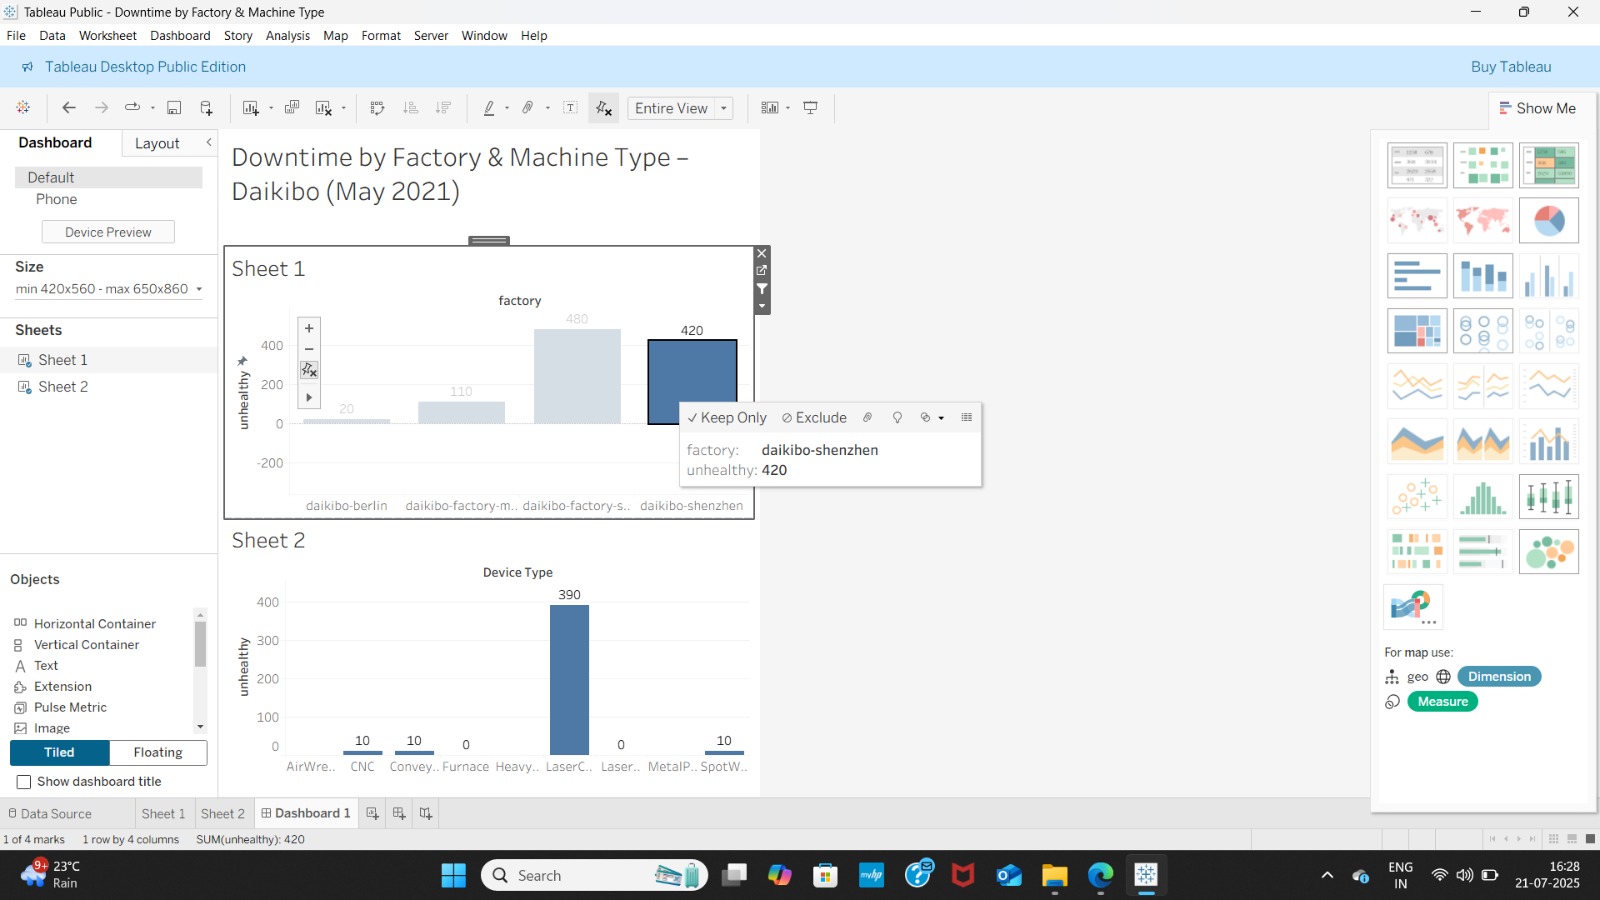 Tableau Public - Downtime by Factory & Machine Type
File Data Worksheet Dashboard Story Analysis Map Format Server Window Help
Tableau Desktop Public Edition
Buy Tableau
Entire View
Show Me
Dashboard
Layout
Default
Phone
Device Preview
Size
min 420x560 - max 650x860
Sheets
Sheet 1
Sheet 2
Objects
Horizontal Container
Vertical Container
Text
Extension
Pulse Metric
Image
Tiled
Floating
Show dashboard title
Downtime by Factory & Machine Type –
Daikibo (May 2021)
Sheet 1
factory
unhealthy
400
200
0
-200
20
110
480
420
daikibo-berlin
daikibo-factory-m..
daikibo-factory-s..
daikibo-shenzhen
Keep Only
Exclude
factory: daikibo-shenzhen
unhealthy: 420
Sheet 2
Device Type
unhealthy
400
300
200
100
0
10
10
0
390
0
10
AirWre..
CNC
Convey..
Furnace
Heavy..
LaserC..
Laser..
MetalP..
SpotW..
For map use:
geo
Dimension
Measure
Data Source
Sheet 1
Sheet 2
Dashboard 1
1 of 4 marks
1 row by 4 columns
SUM(unhealthy): 420
9+
23°C
Rain
Search
myhp
ENG
IN
16:28
21-07-2025